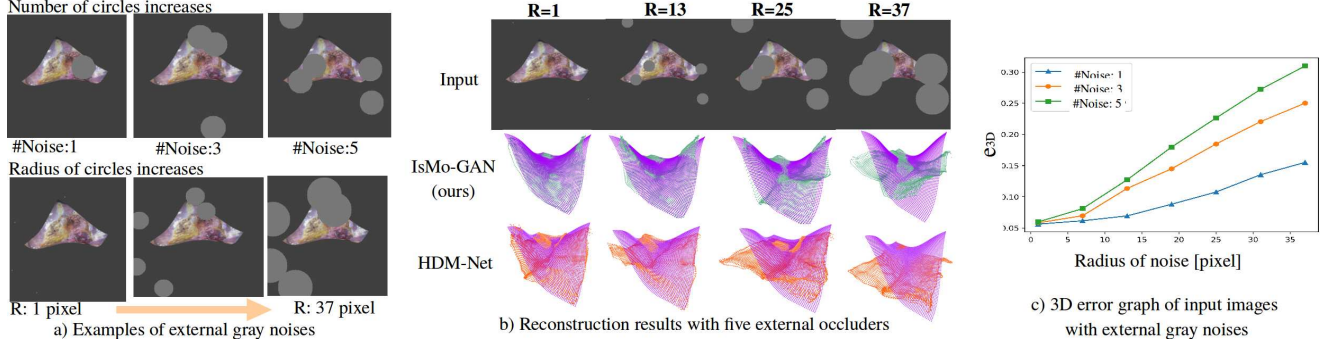 Number of circles increases
#Noise:1
#Noise:3
#Noise:5
Radius of circles increases
R: 1 pixel
R: 37 pixel
a) Examples of external gray noises
R=1
R=13
R=25
R=37
Input
IsMo-GAN
(ours)
HDM-Net
b) Reconstruction results with five external occluders
#Noise: 1
#Noise: 3
#Noise: 5
e3D
0.30
0.25
0.20
0.15
0.10
0.05
0 5 10 15 20 25 30 35
Radius of noise [pixel]
c) 3D error graph of input images
with external gray noises